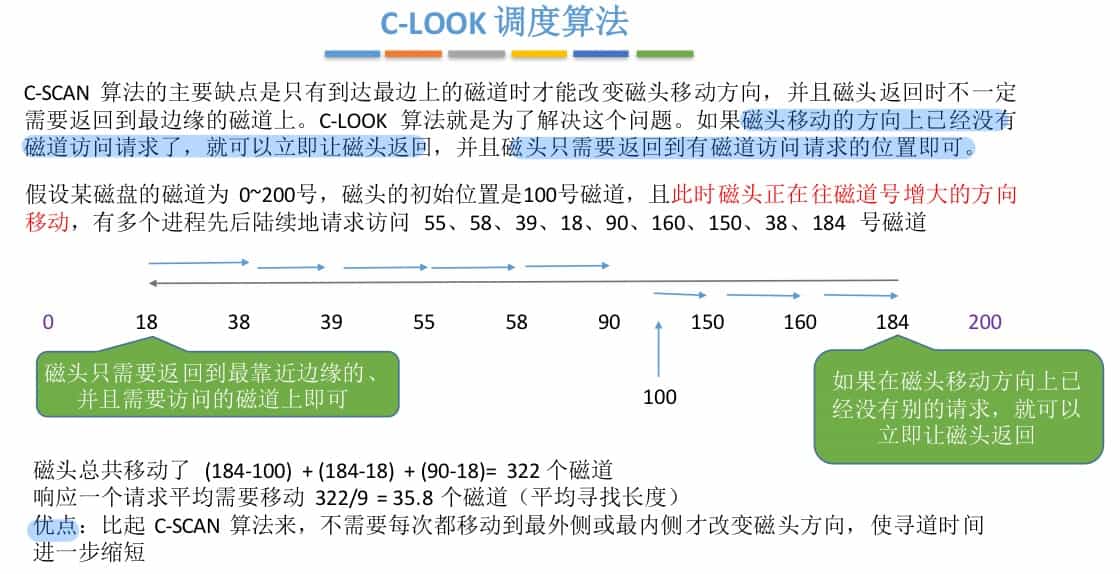 C-LOOK 调度算法
C-SCAN 算法的主要缺点是只有到达最边上的磁道时才能改变磁头移动方向，并且磁头返回时不一定
需要返回到最边缘的磁道上。C-LOOK 算法就是为了解决这个问题。如果磁头移动的方向上已经没有
磁道访问请求了，就可以立即让磁头返回，并且磁头只需要返回到有磁道访问请求的位置即可。
假设某磁盘的磁道为 0~200号，磁头的初始位置是100号磁道，且此时磁头正在往磁道号增大的方向
移动，有多个进程先后陆续地请求访问 55、58、39、18、90、160、150、38、184 号磁道
0 18 38 39 55 58 90 150 160 184 200
100
磁头只需要返回到最靠近边缘的、
并且需要访问的磁道上即可
如果在磁头移动方向上已
经没有别的请求，就可以
立即让磁头返回
磁头总共移动了 (184-100) + (184-18) + (90-18)= 322 个磁道
响应一个请求平均需要移动 322/9 = 35.8 个磁道（平均寻找长度）
优点：比起 C-SCAN 算法来，不需要每次都移动到最外侧或最内侧才改变磁头方向，使寻道时间
进一步缩短